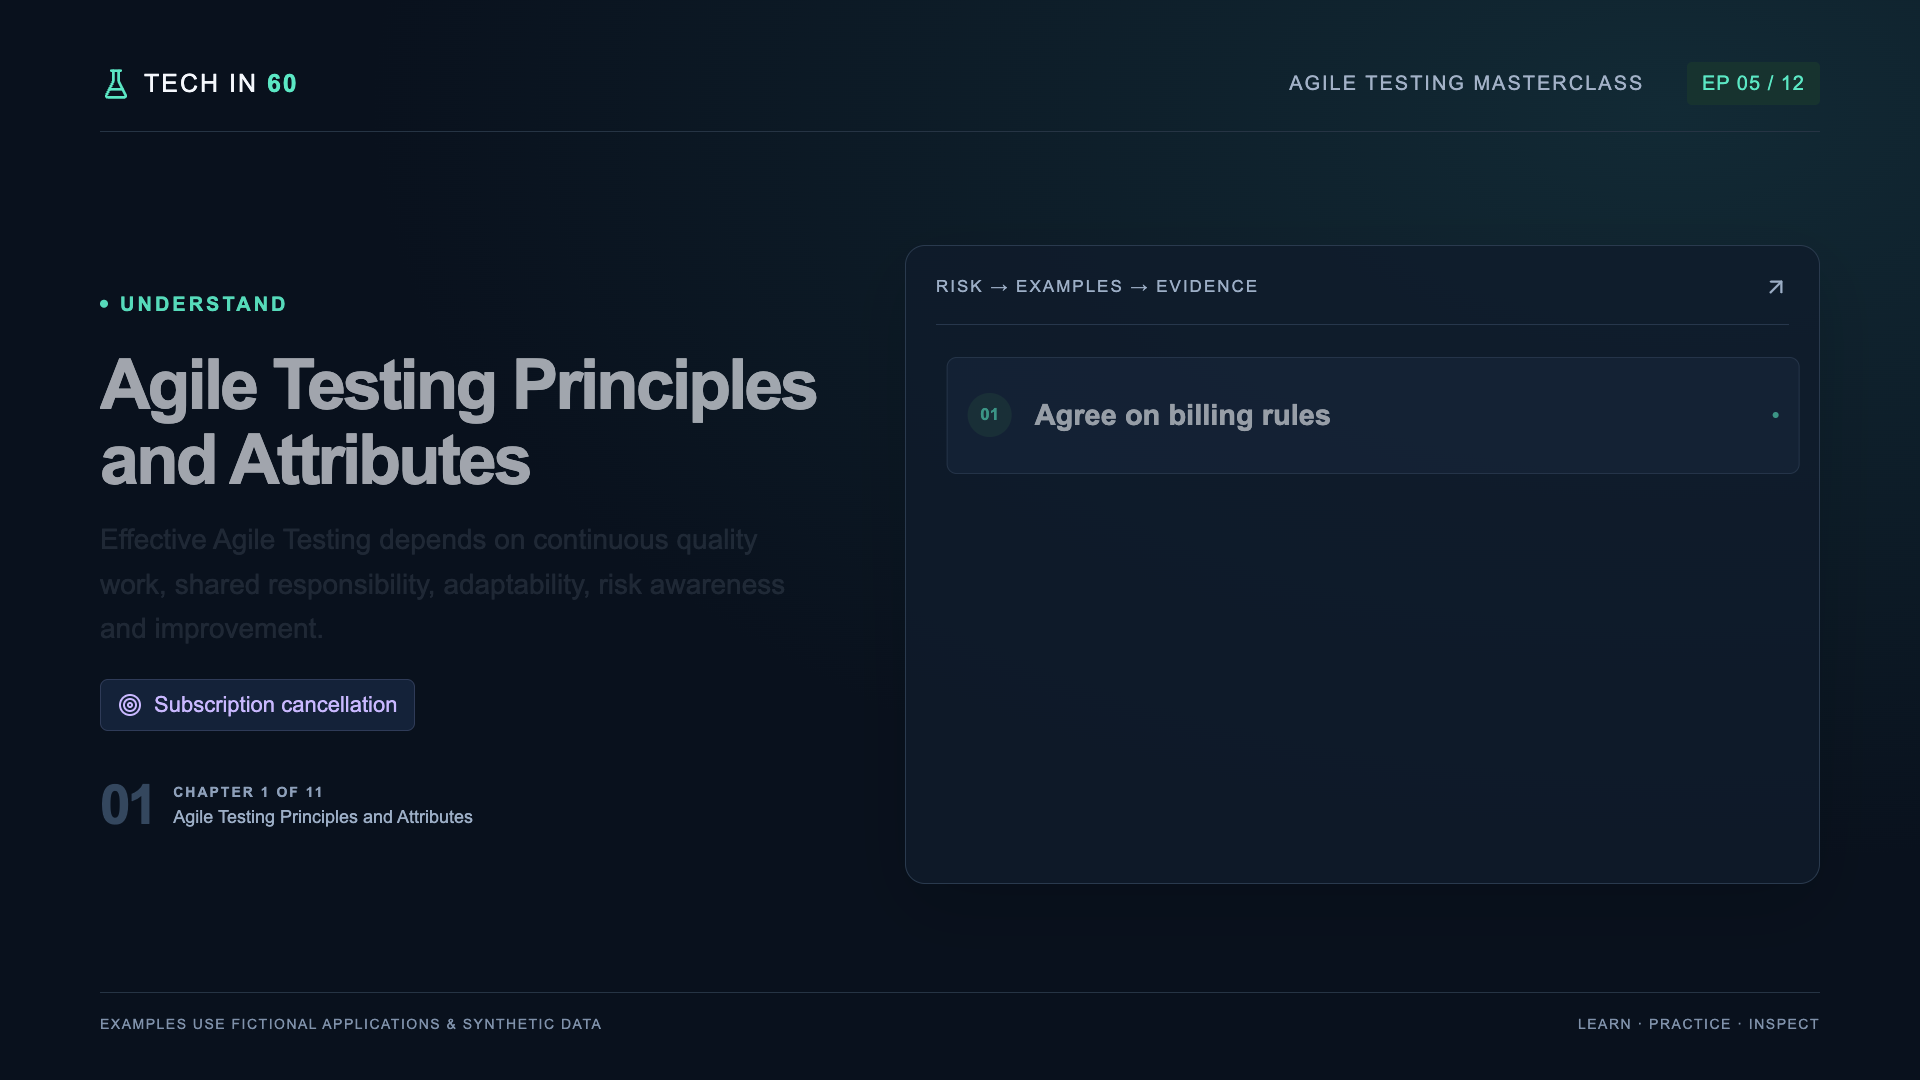 TECH IN 60
AGILE TESTING MASTERCLASS
EP 05 / 12
• UNDERSTAND
Agile Testing Principles
and Attributes
Effective Agile Testing depends on continuous quality
work, shared responsibility, adaptability, risk awareness
and improvement.
Subscription cancellation
01
CHAPTER 1 OF 11
Agile Testing Principles and Attributes
RISK → EXAMPLES → EVIDENCE
01 Agree on billing rules
EXAMPLES USE FICTIONAL APPLICATIONS & SYNTHETIC DATA
LEARN · PRACTICE · INSPECT